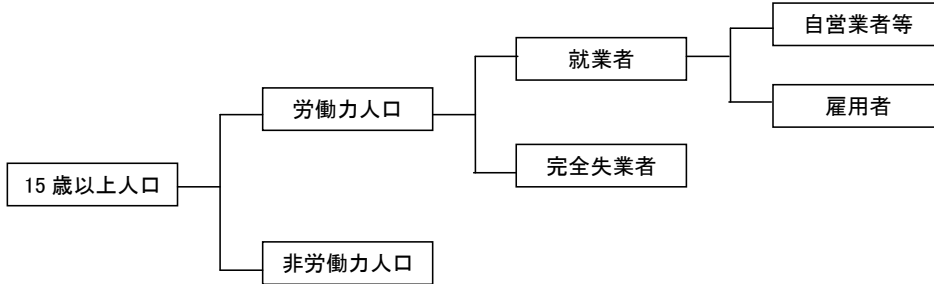 自営業者等
就業者
雇用者
労働力人口
完全失業者
15 歳以上人口
非労働力人口